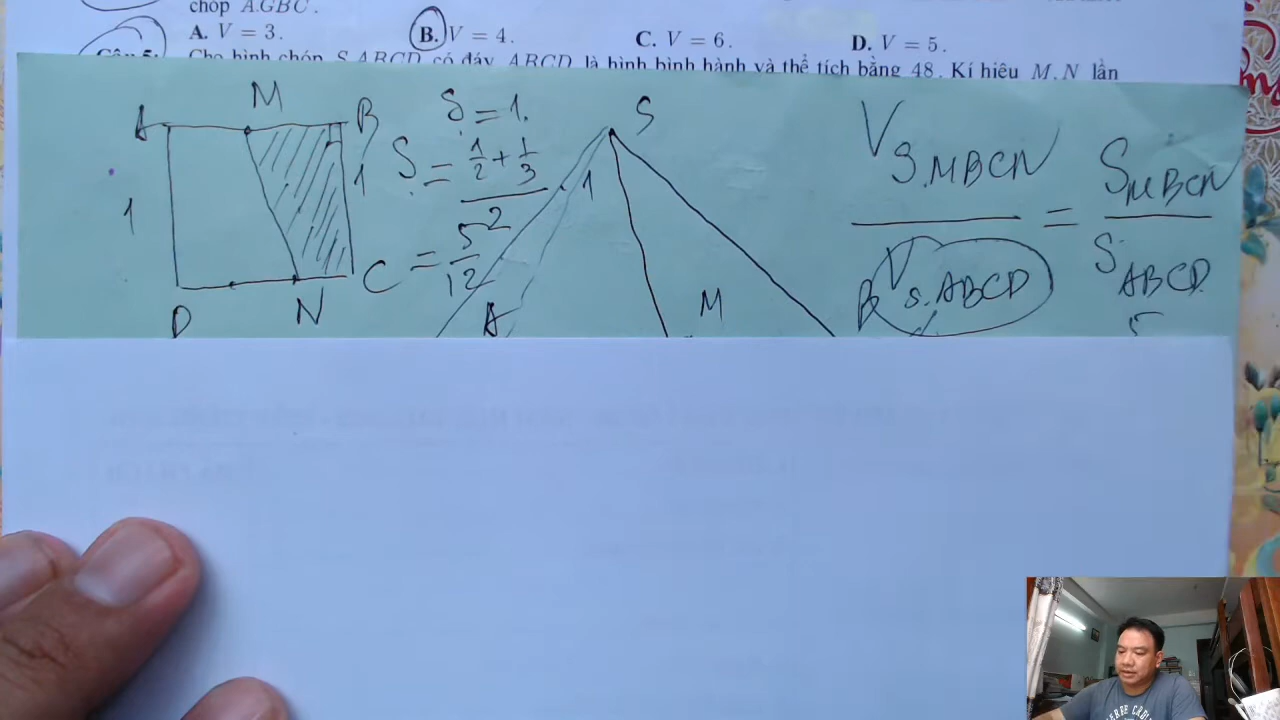 chóp A.GBC.
A. V = 3. B. V = 4. C. V = 6. D. V = 5.
Câu 5: Cho hình chóp S.ABCD có đáy ABCD là hình bình hành và thể tích bằng 48. Kí hiệu M, N lần
A M B
1 1
D N C
S = 1.
S = (1/2 + 1/3)/2 . 1
= 5/12
S
A M B
V S.MBCN / V S.ABCD = S MBCN / S ABCD